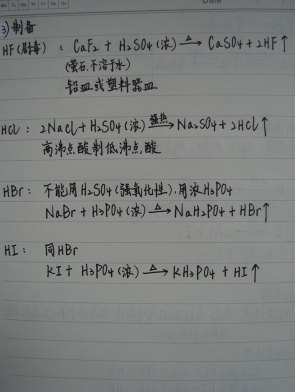 3) 制备
HF(剧毒): CaF₂ + H₂SO₄(浓) —△→ CaSO₄ + 2HF↑
(萤石,不溶于水)
铅皿或塑料器皿
HCl: 2NaCl + H₂SO₄(浓) —强热→ Na₂SO₄ + 2HCl↑
高沸点酸制低沸点酸
HBr: 不能用H₂SO₄(强氧化性),用浓H₃PO₄
NaBr + H₃PO₄(浓) —△→ NaH₂PO₄ + HBr↑
HI: 同HBr
KI + H₃PO₄(浓) —△→ KH₂PO₄ + HI↑